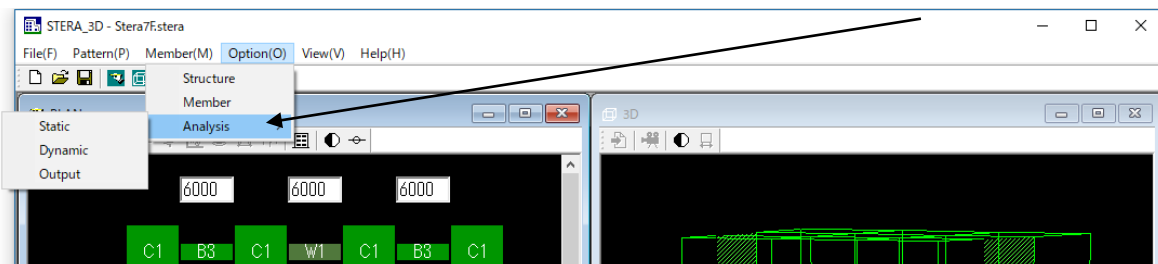 STERA_3D - Stera7F.stera
File(F) Pattern(P) Member(M) Option(O) View(V) Help(H)
Structure
Member
Analysis
Static
Dynamic
Output
3D
6000 6000 6000
C1 B3 C1 W1 C1 B3 C1